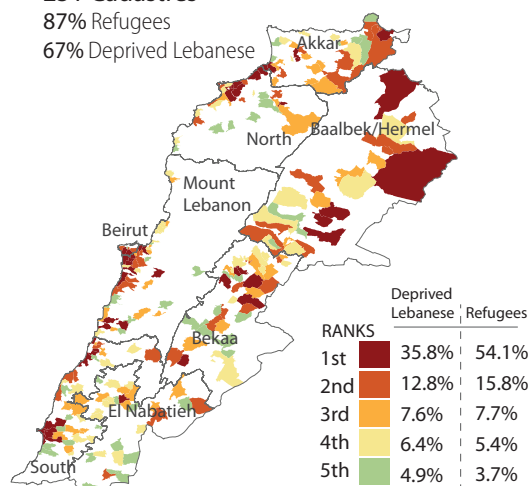 87% Refugees
67% Deprived Lebanese
Akkar
North
Baalbek/Hermel
Mount
Lebanon
Beirut
Bekaa
El Nabatieh
South
Deprived
Lebanese
Refugees
RANKS
1st 35.8% 54.1%
2nd 12.8% 15.8%
3rd 7.6% 7.7%
4th 6.4% 5.4%
5th 4.9% 3.7%